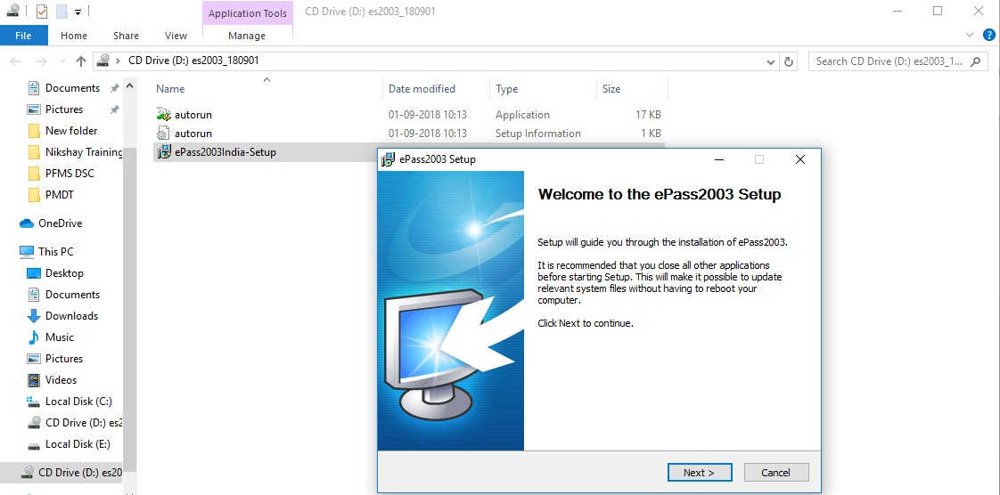 Application Tools
CD Drive (D:) es2003_180901
File
Home
Share
View
Manage
CD Drive (D:) es2003_180901
Search CD Drive (D:) es2003_1...
Documents
Pictures
New folder
Nikshay Training
PFMS DSC
PMDT
OneDrive
This PC
Desktop
Documents
Downloads
Music
Pictures
Videos
Local Disk (C:)
CD Drive (D:) es2
Local Disk (E:)
CD Drive (D:) es20
Name
Date modified
Type
Size
autorun
01-09-2018 10:13
Application
17 KB
autorun
01-09-2018 10:13
Setup Information
1 KB
ePass2003India-Setup
ePass2003 Setup
Welcome to the ePass2003 Setup
Setup will guide you through the installation of ePass2003.
It is recommended that you close all other applications
before starting Setup. This will make it possible to update
relevant system files without having to reboot your
computer.
Click Next to continue.
Next >
Cancel